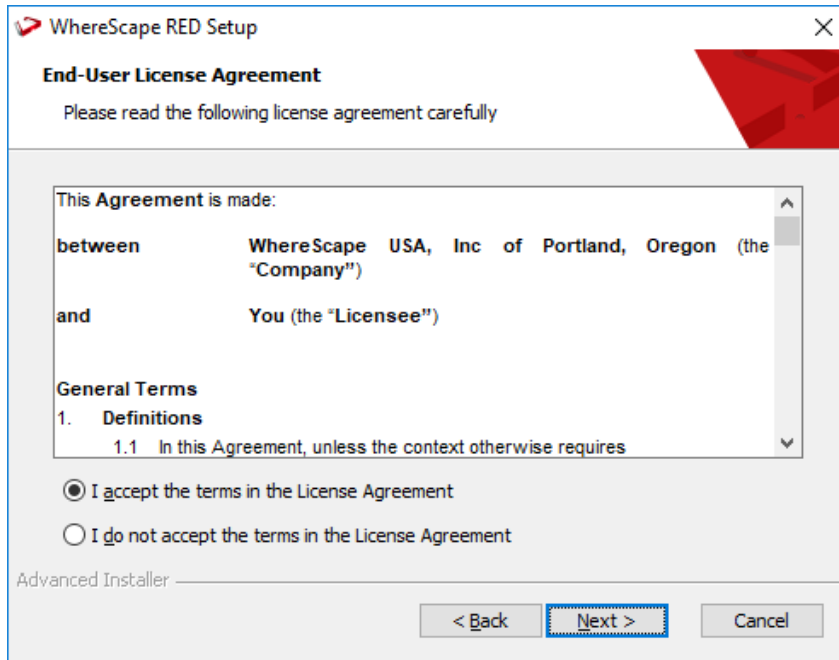 WhereScape RED Setup
End-User License Agreement
Please read the following license agreement carefully
This Agreement is made:
between WhereScape USA, Inc of Portland, Oregon (the
“Company”)
and You (the “Licensee”)
General Terms
1. Definitions
1.1 In this Agreement, unless the context otherwise requires
I accept the terms in the License Agreement
I do not accept the terms in the License Agreement
Advanced Installer
< Back Next > Cancel